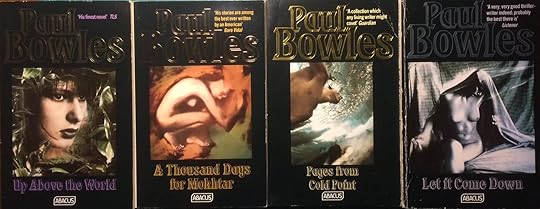 Paul
Bowles
'His finest novel' TLS
Up Above the World
ABACUS
Paul
Bowles
'His stories are among
the best ever written
by an American'
Gore Vidal
A Thousand Days
for Mokhtar
ABACUS
Paul
Bowles
'A collection which
any living writer might
covet' Guardian
Pages from
Cold Point
ABACUS
Paul
Bowles
'A very, very good thriller-
writer indeed, probably
the best there is'
Listener
Let it Come Down
ABACUS